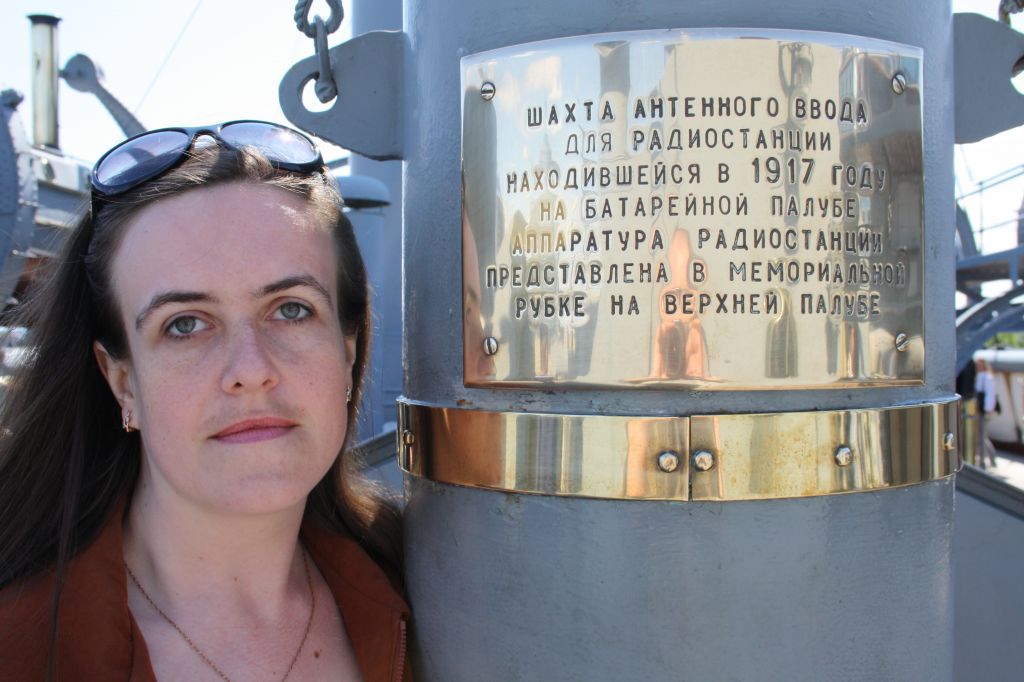 ШАХТА АНТЕННОГО ВВОДА
ДЛЯ РАДИОСТАНЦИИ
НАХОДИВШЕЙСЯ В 1917 ГОДУ
НА БАТАРЕЙНОЙ ПАЛУБЕ
АППАРАТУРА РАДИОСТАНЦИИ
ПРЕДСТАВЛЕНА В МЕМОРИАЛЬНОЙ
РУБКЕ НА ВЕРХНЕЙ ПАЛУБЕ